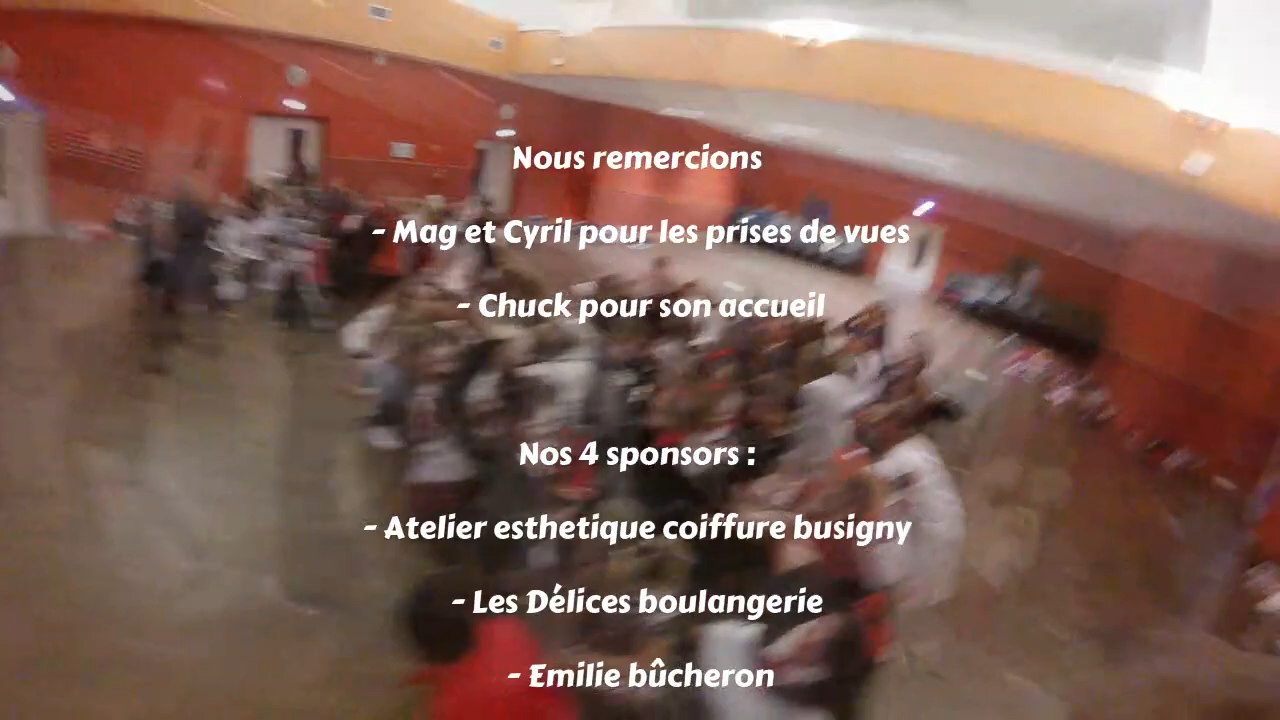 Nous remercions
- Mag et Cyril pour les prises de vues
- Chuck pour son accueil
Nos 4 sponsors :
- Atelier esthetique coiffure busigny
- Les Délices boulangerie
- Emilie bûcheron